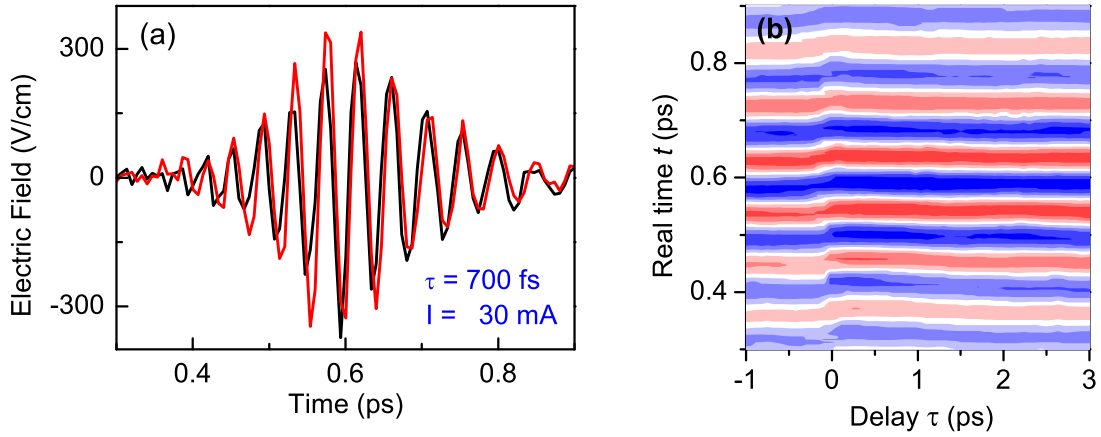 (a)
Electric Field (V/cm)
300
0
-300
τ = 700 fs
I = 30 mA
0.4
0.6
0.8
Time (ps)
(b)
Real time t (ps)
0.8
0.6
0.4
-1
0
1
2
3
Delay τ (ps)